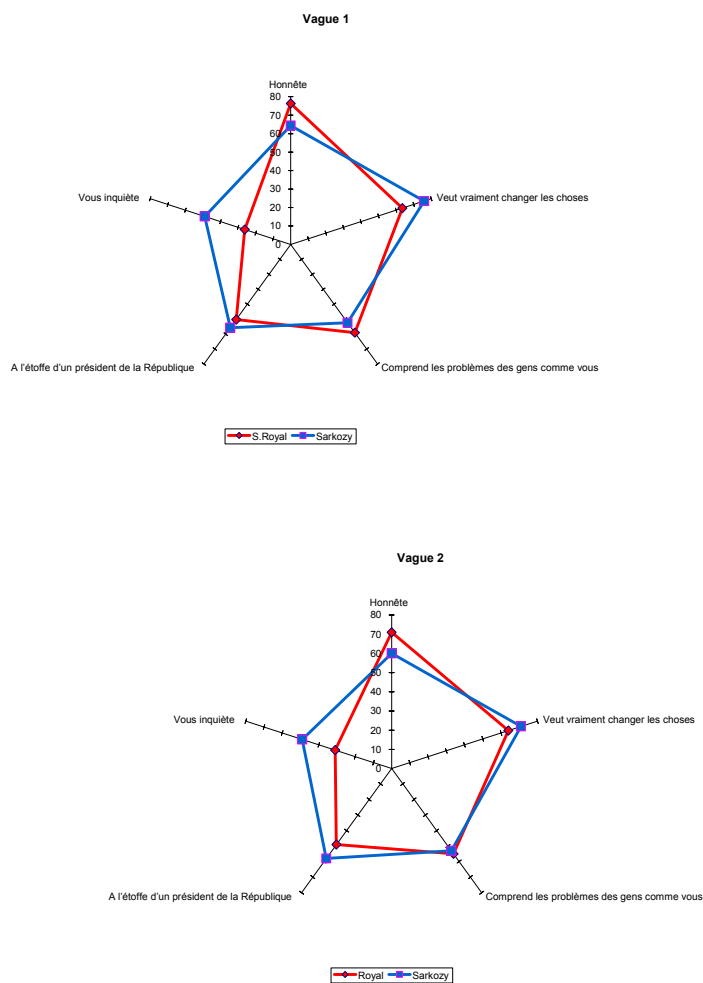 Vague 1
Honnête
80
70
60
50
40
30
20
10
0
Vous inquiète
Veut vraiment changer les choses
A l'étoffe d'un président de la République
Comprend les problèmes des gens comme vous
S.Royal Sarkozy
Vague 2
Honnête
80
70
60
50
40
30
20
10
0
Vous inquiète
Veut vraiment changer les choses
A l'étoffe d'un président de la République
Comprend les problèmes des gens comme vous
Royal Sarkozy